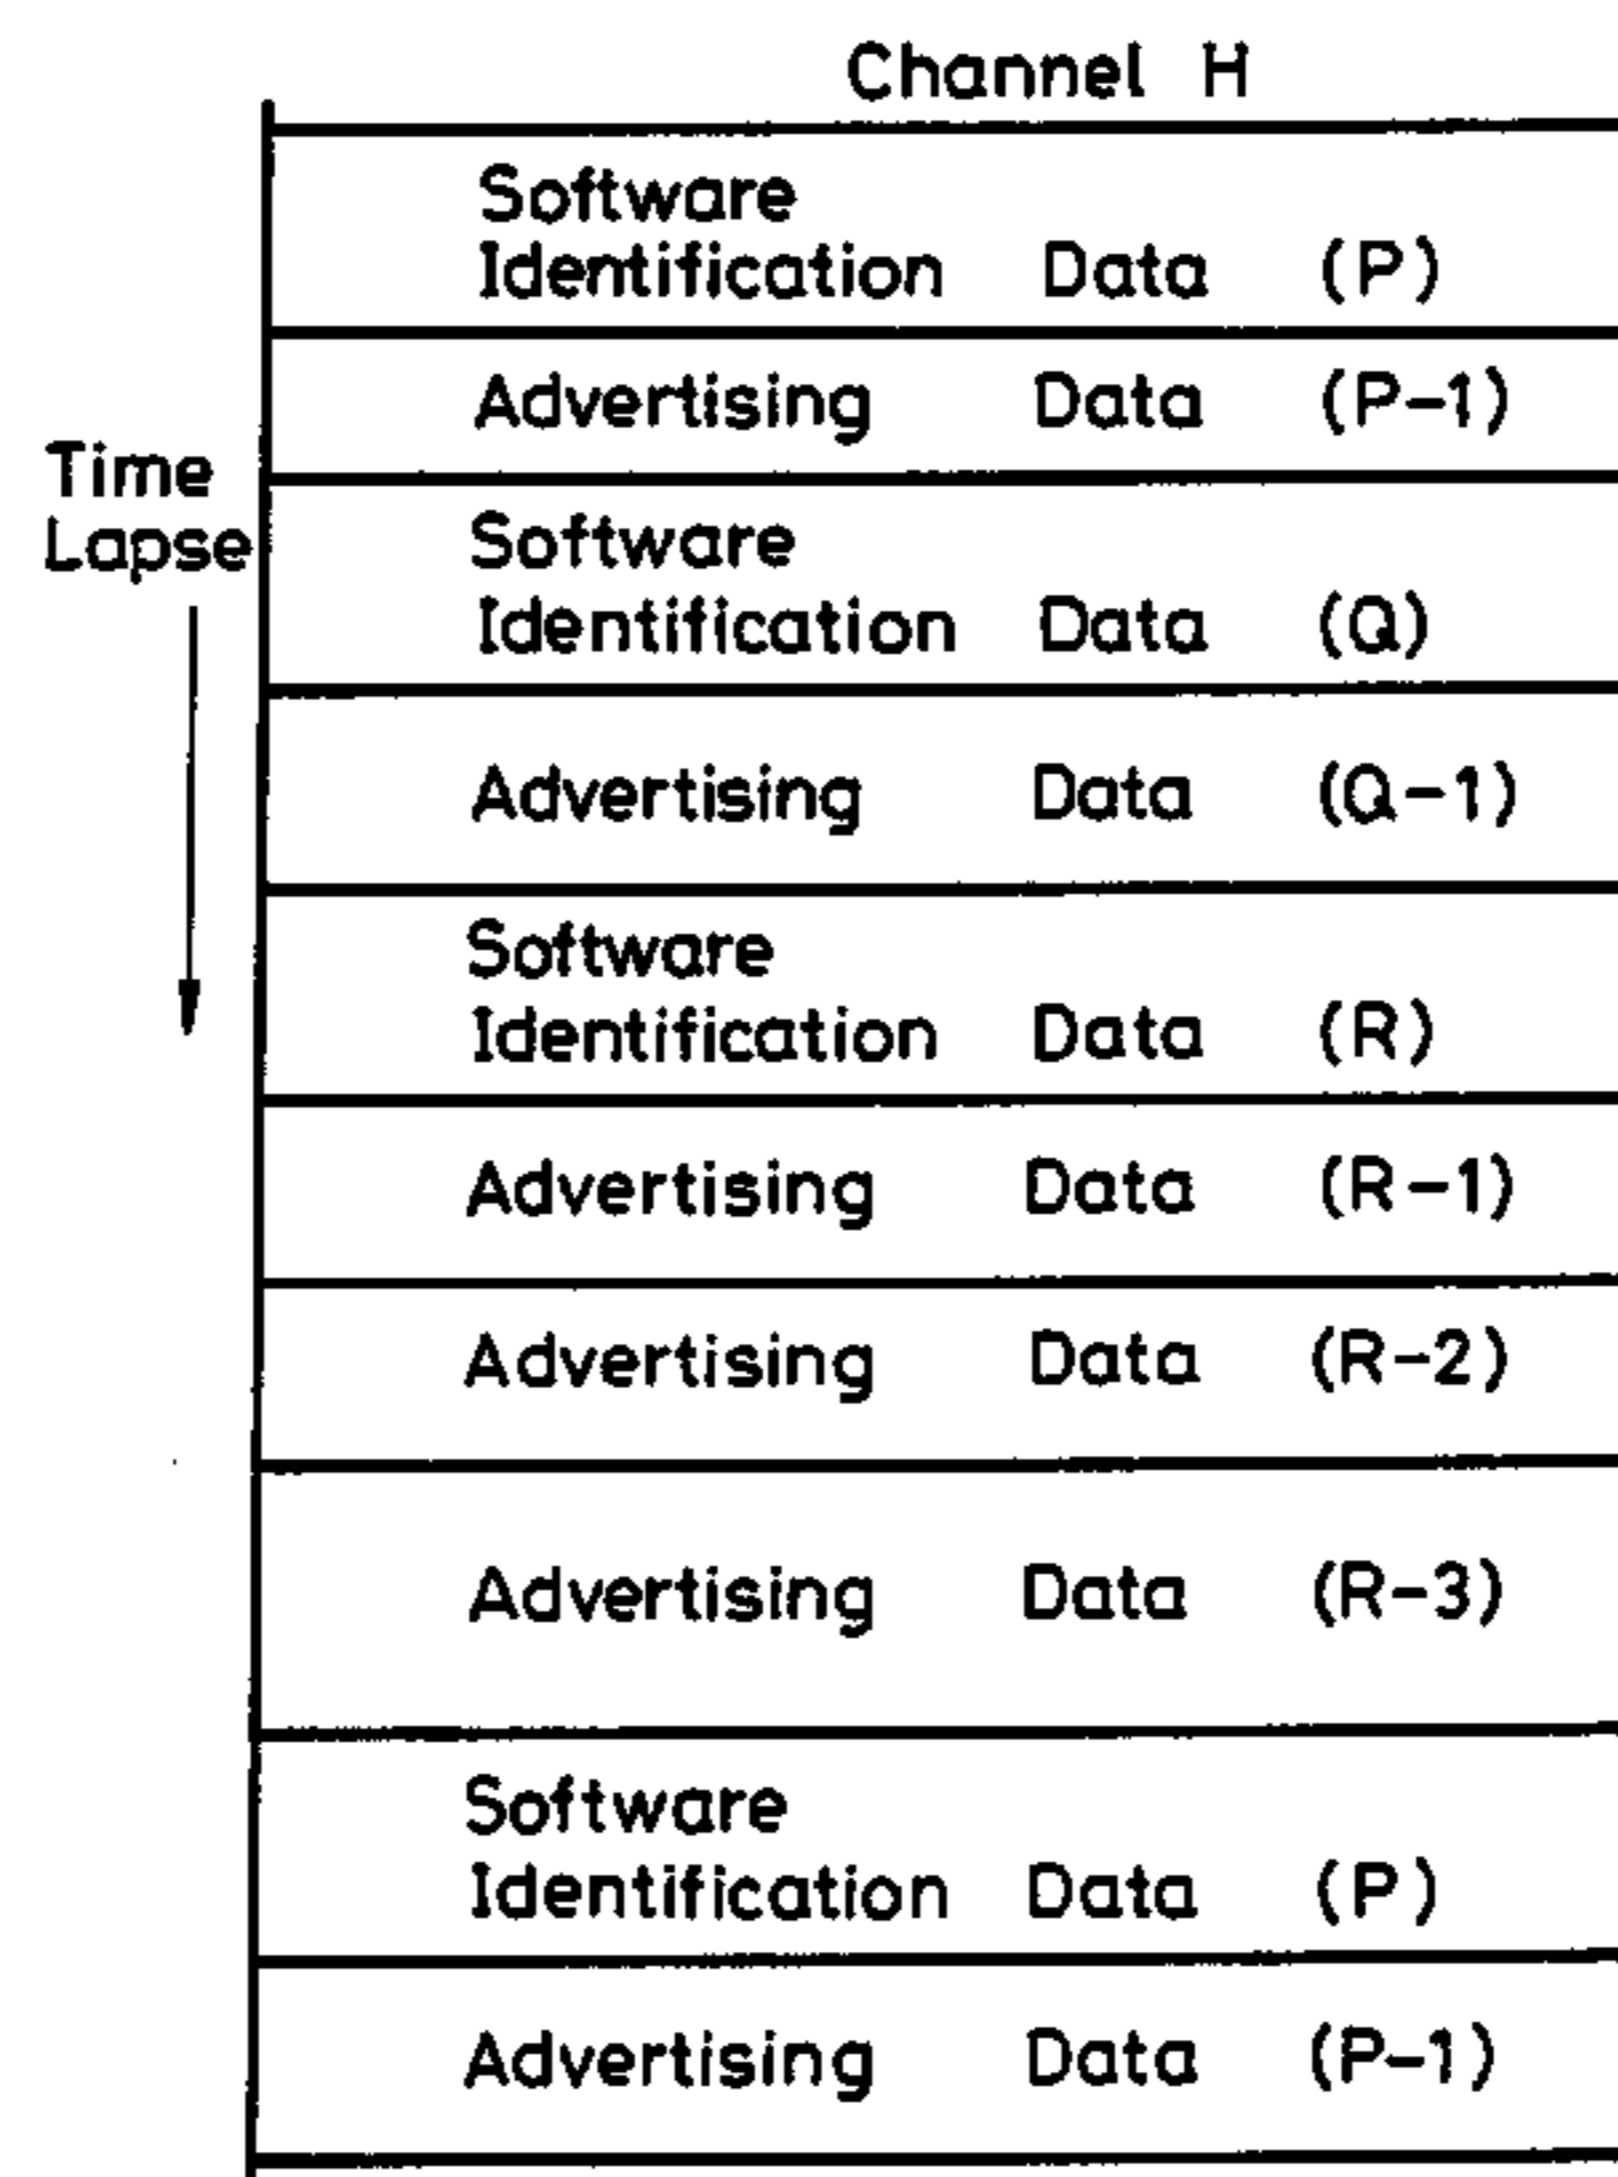 Channel H
Software
Identification Data (P)
Advertising Data (P-1)
Time
Lapse
Software
Identification Data (Q)
Advertising Data (Q-1)
Software
Identification Data (R)
Advertising Data (R-1)
Advertising Data (R-2)
Advertising Data (R-3)
Software
Identification Data (P)
Advertising Data (P-1)